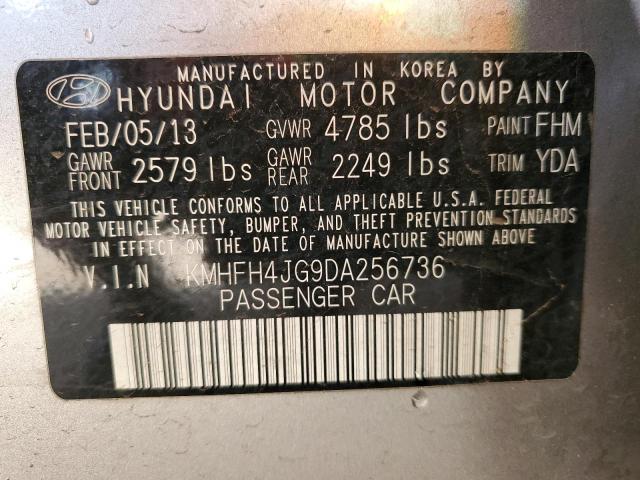 MANUFACTURED IN KOREA BY
HYUNDAI MOTOR COMPANY
FEB/05/13 GVWR 4785 lbs PAINT FHM
GAWR FRONT 2579 lbs GAWR REAR 2249 lbs TRIM YDA
THIS VEHICLE CONFORMS TO ALL APPLICABLE U.S.A. FEDERAL
MOTOR VEHICLE SAFETY, BUMPER, AND THEFT PREVENTION STANDARDS
IN EFFECT ON THE DATE OF MANUFACTURE SHOWN ABOVE
V.I.N KMHFH4JG9DA256736
PASSENGER CAR